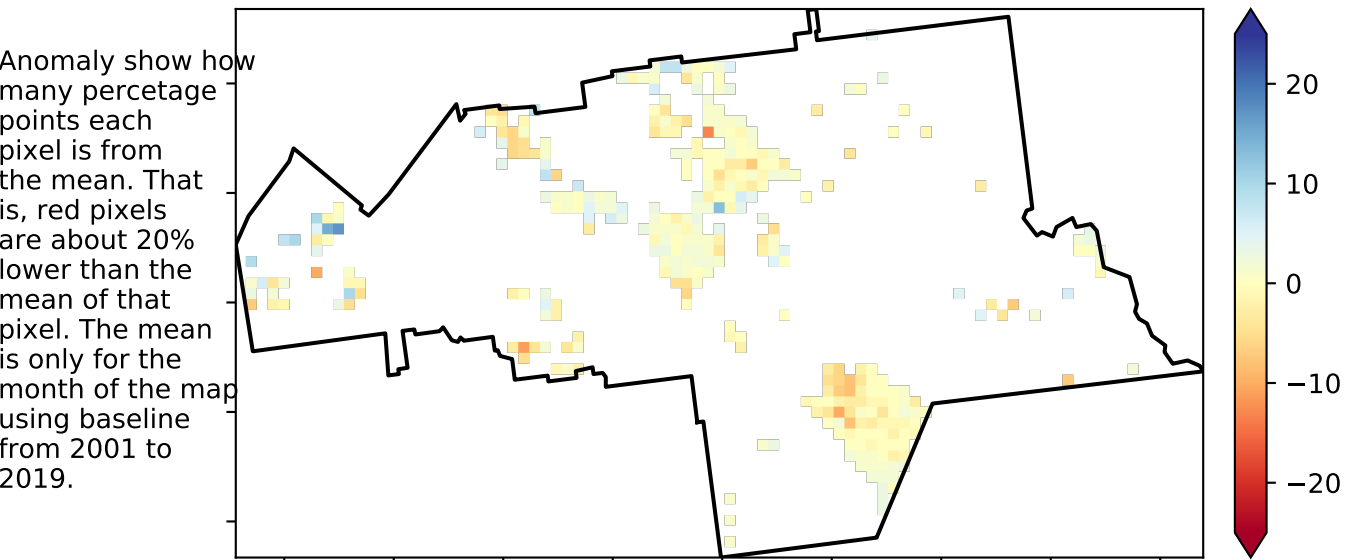 Anomaly show how
many percetage
points each
pixel is from
the mean. That
is, red pixels
are about 20%
lower than the
mean of that
pixel. The mean
is only for the
month of the map
using baseline
from 2001 to
2019.
20
10
0
−10
−20